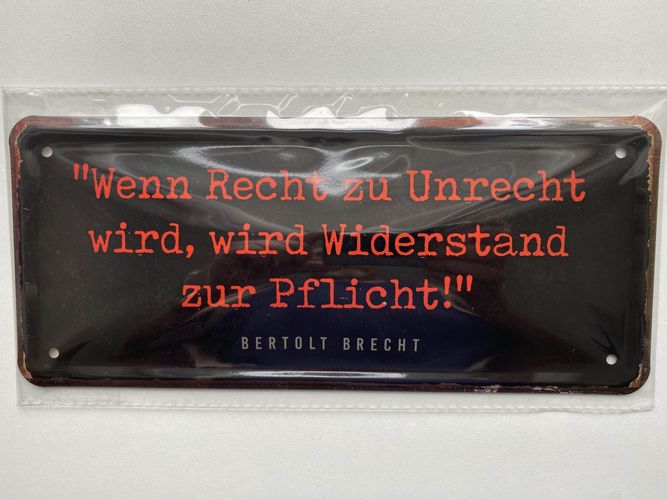 "Wenn Recht zu Unrecht
wird, wird Widerstand
zur Pflicht!"
BERTOLT BRECHT